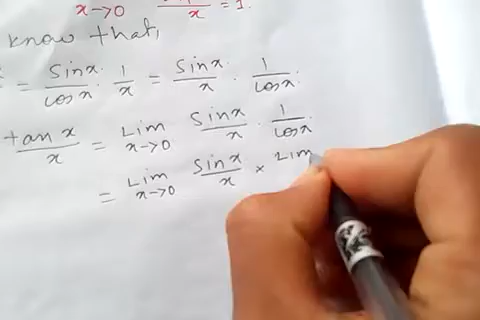 x→0 x = 1.
know that,
= Sinx/cosx · 1/x = Sinx/x · 1/cosx
tanx/x = Lim x→0 Sinx/x · 1/cosx
= Lim x→0 Sinx/x × Lim